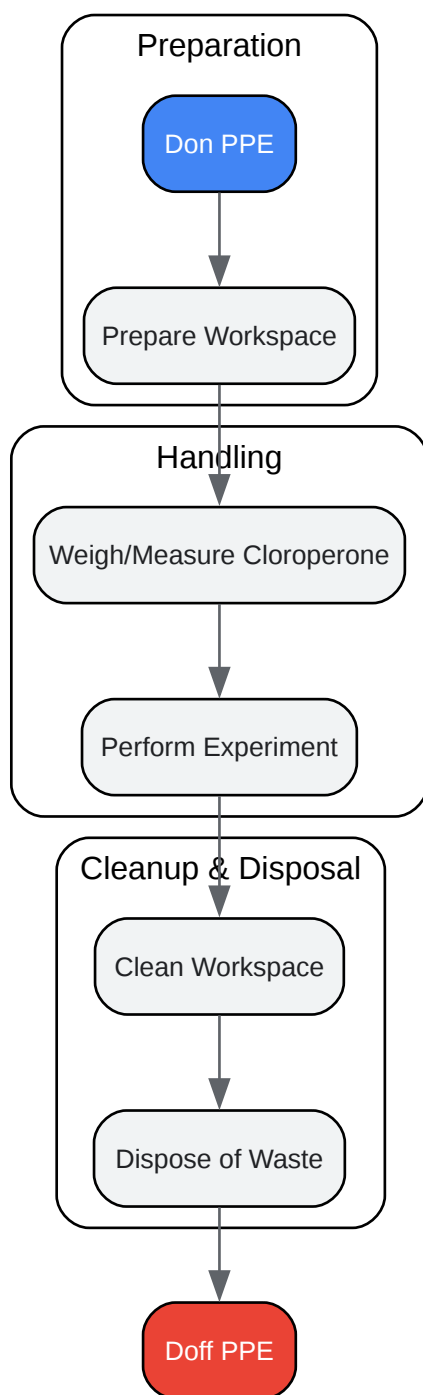 Preparation
Don PPE
Prepare Workspace
Handling
Weigh/Measure Cloroperone
Perform Experiment
Cleanup & Disposal
Clean Workspace
Dispose of Waste
Doff PPE